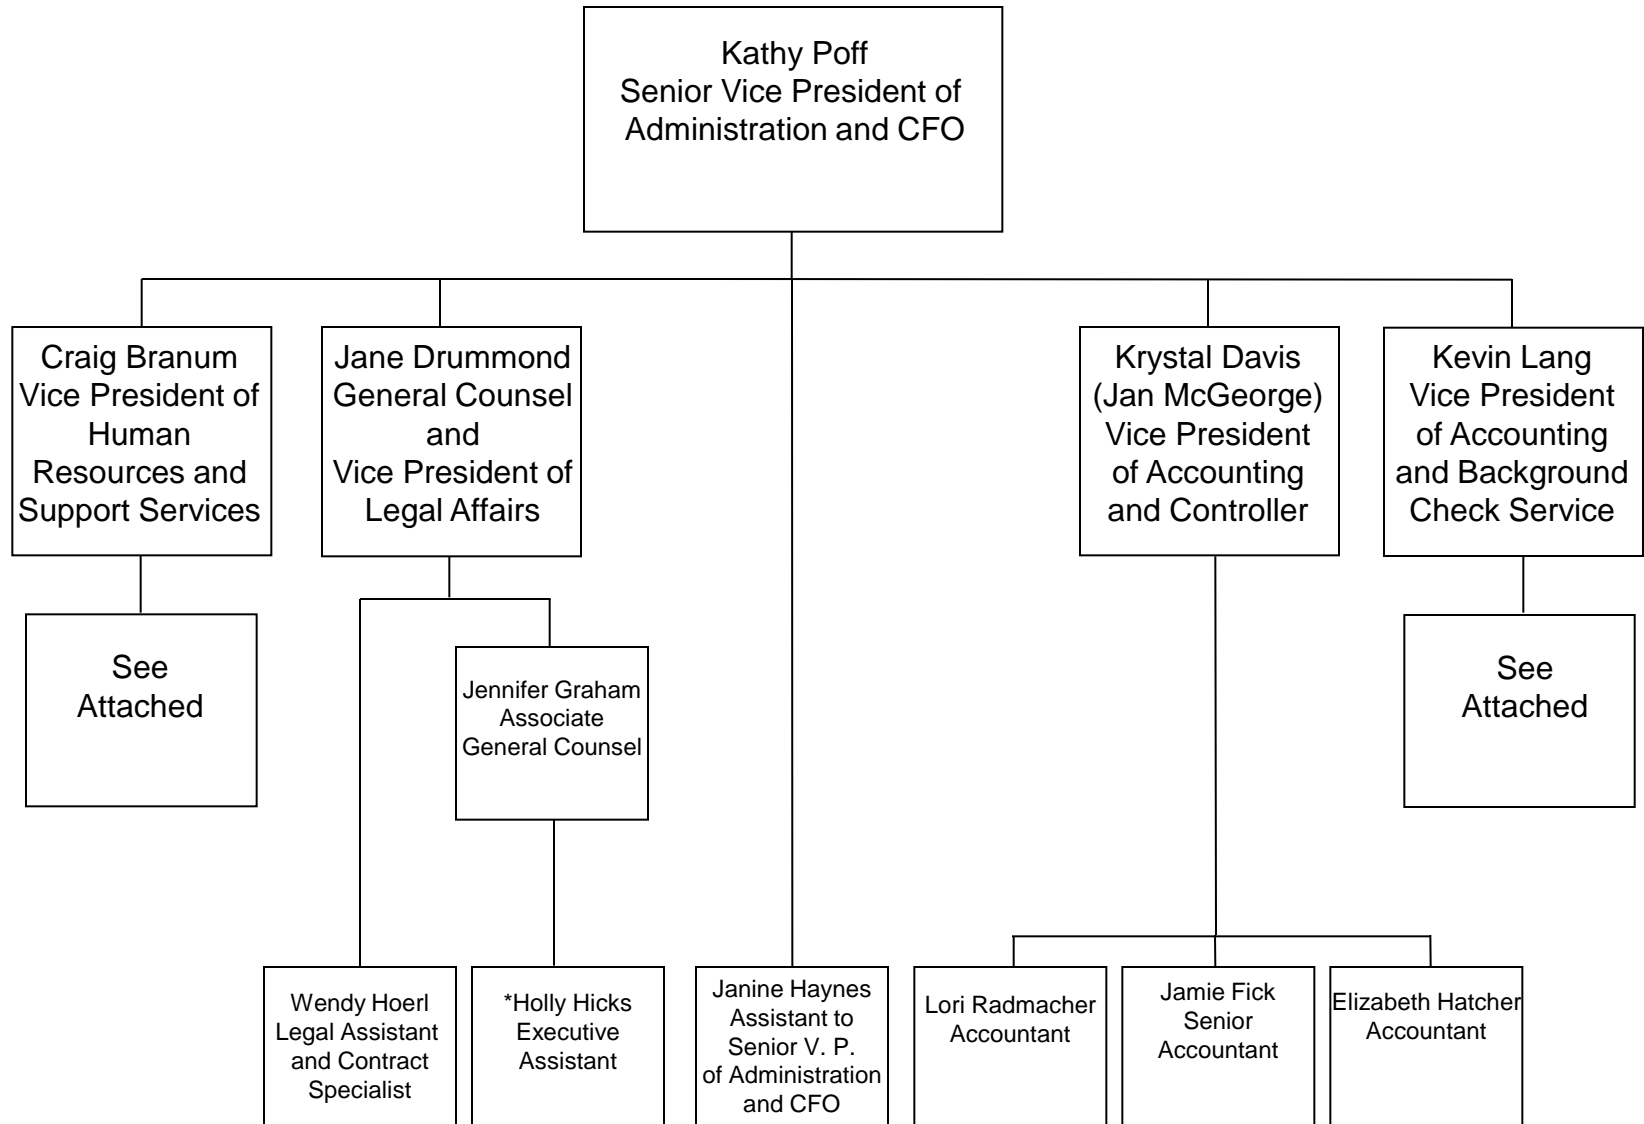 Kathy Poff
Senior Vice President of
Administration and CFO
Craig Branum
Vice President of
Human
Resources and
Support Services
Jane Drummond
General Counsel
and
Vice President of
Legal Affairs
Krystal Davis
(Jan McGeorge)
Vice President
of Accounting
and Controller
Kevin Lang
Vice President
of Accounting
and Background
Check Service
See
Attached
Jennifer Graham
Associate
General Counsel
See
Attached
Wendy Hoerl
Legal Assistant
and Contract
Specialist
*Holly Hicks
Executive
Assistant
Janine Haynes
Assistant to
Senior V. P.
of Administration
and CFO
Lori Radmacher
Accountant
Jamie Fick
Senior
Accountant
Elizabeth Hatcher
Accountant